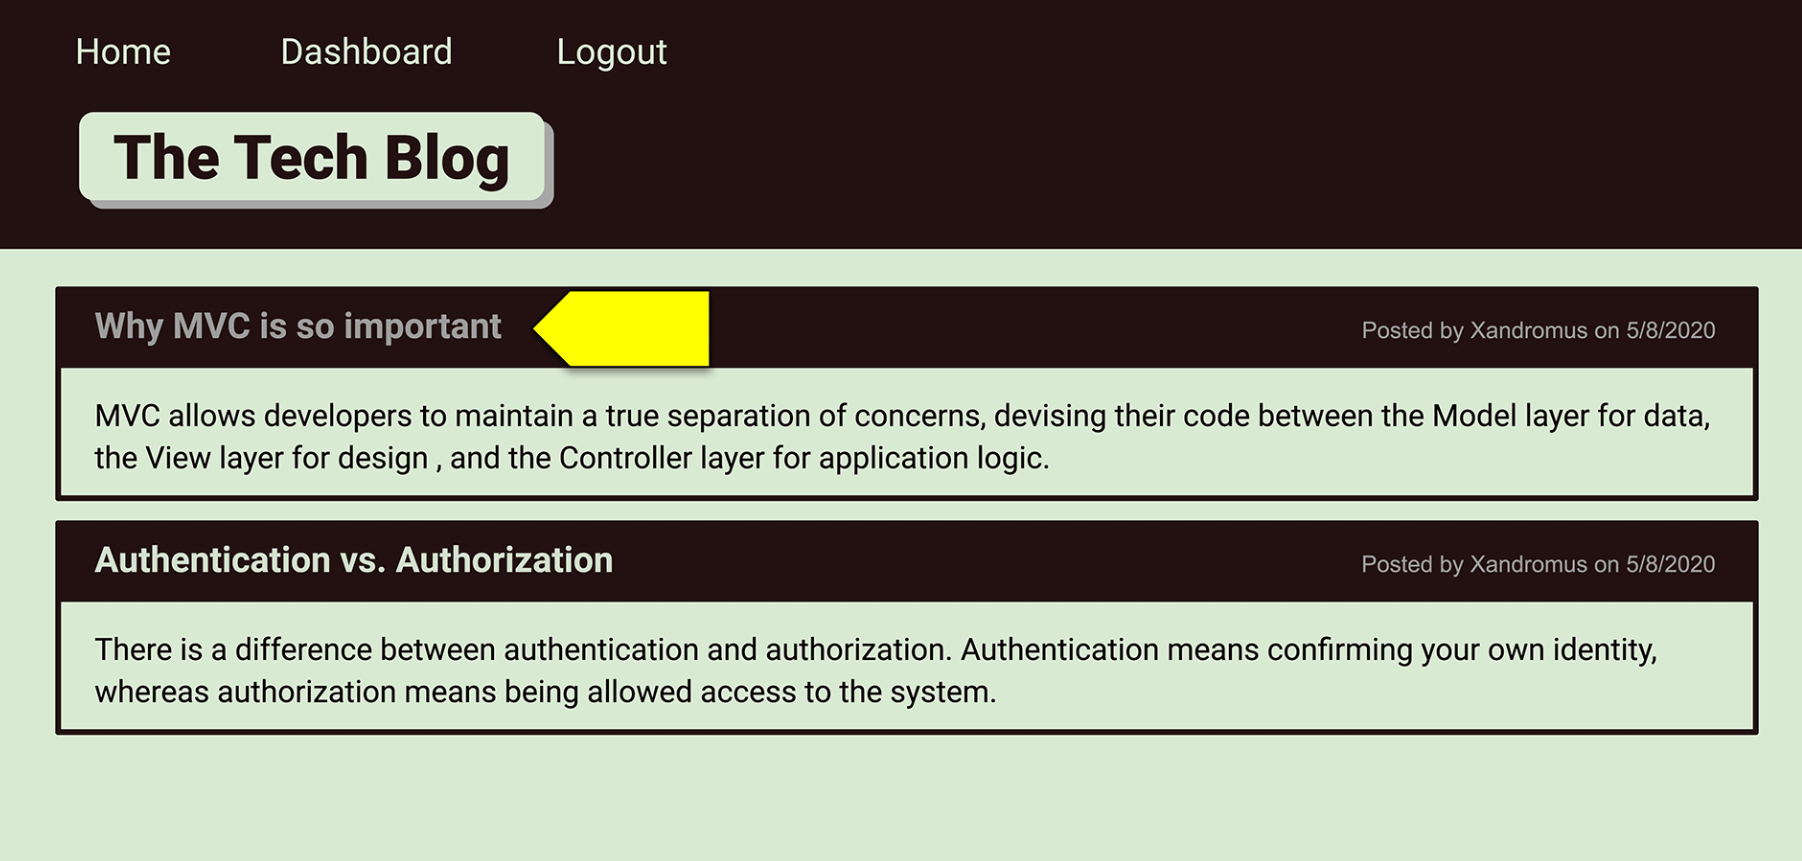 Home Dashboard Logout
The Tech Blog
Why MVC is so important
Posted by Xandromus on 5/8/2020
MVC allows developers to maintain a true separation of concerns, devising their code between the Model layer for data,
the View layer for design , and the Controller layer for application logic.
Authentication vs. Authorization
Posted by Xandromus on 5/8/2020
There is a difference between authentication and authorization. Authentication means confirming your own identity,
whereas authorization means being allowed access to the system.